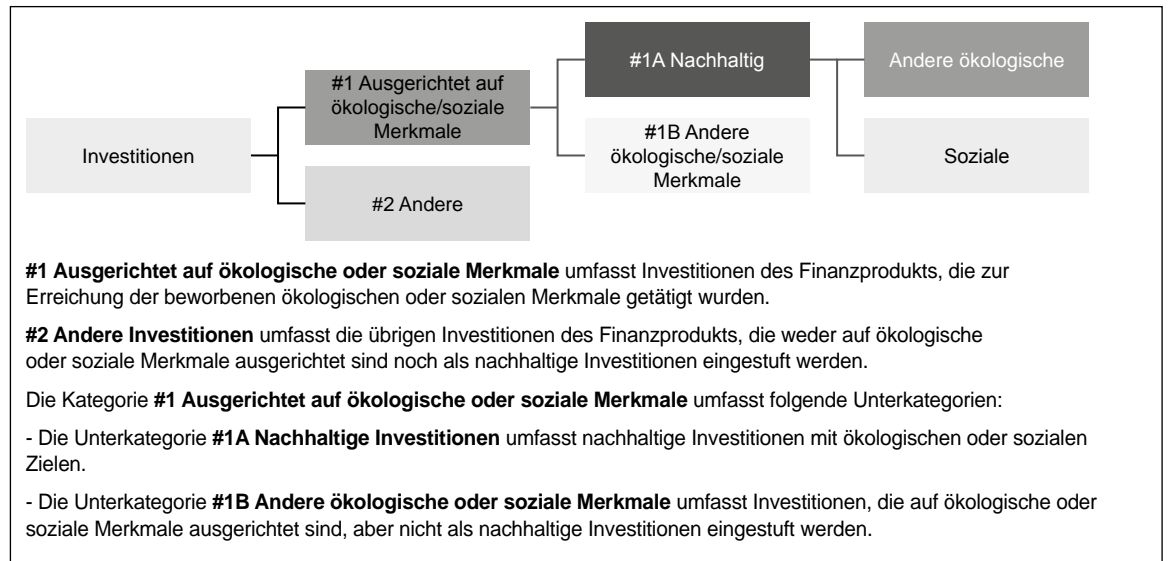 Investitionen
#1 Ausgerichtet auf
ökologische/soziale
Merkmale
#2 Andere
#1A Nachhaltig
#1B Andere
ökologische/soziale
Merkmale
Andere ökologische
Soziale
#1 Ausgerichtet auf ökologische oder soziale Merkmale umfasst Investitionen des Finanzprodukts, die zur
Erreichung der beworbenen ökologischen oder sozialen Merkmale getätigt wurden.
#2 Andere Investitionen umfasst die übrigen Investitionen des Finanzprodukts, die weder auf ökologische
oder soziale Merkmale ausgerichtet sind noch als nachhaltige Investitionen eingestuft werden.
Die Kategorie #1 Ausgerichtet auf ökologische oder soziale Merkmale umfasst folgende Unterkategorien:
- Die Unterkategorie #1A Nachhaltige Investitionen umfasst nachhaltige Investitionen mit ökologischen oder sozialen
Zielen.
- Die Unterkategorie #1B Andere ökologische oder soziale Merkmale umfasst Investitionen, die auf ökologische oder
soziale Merkmale ausgerichtet sind, aber nicht als nachhaltige Investitionen eingestuft werden.